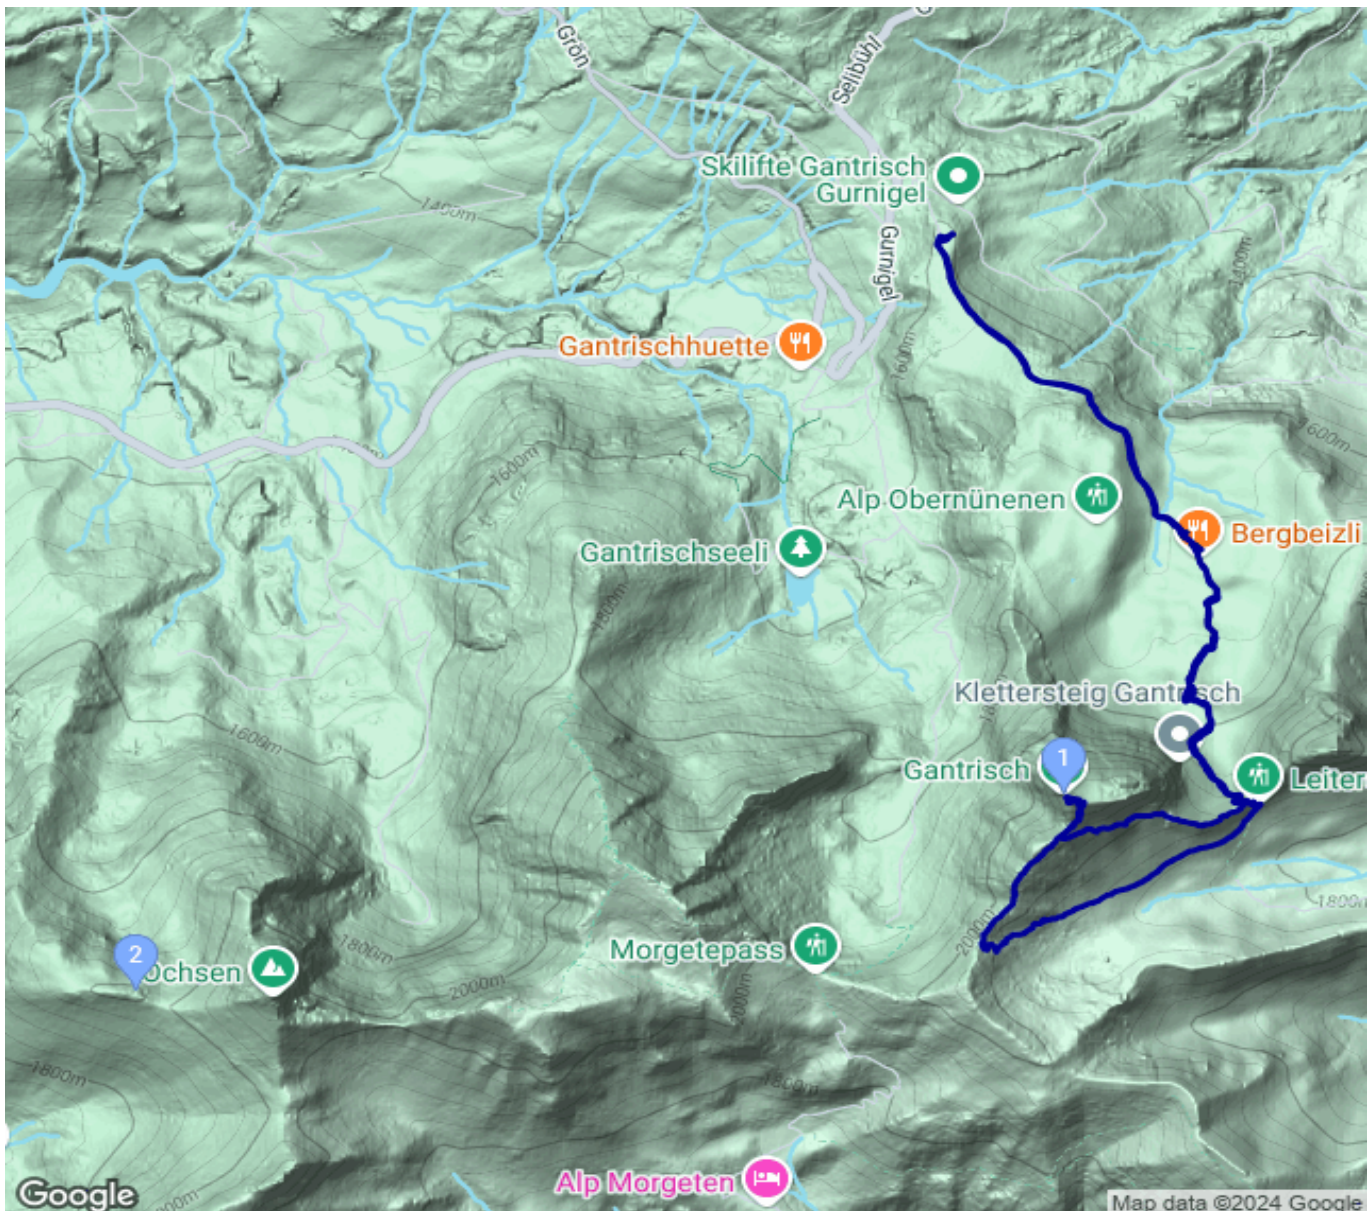 Grön
Selibühl
G
Skilifte Gantrisch
Gurnigel
1400m
Gurnigel
1400m
Gantrischhuette
1600m
1600m
1600m
Alp Obernünenen
Bergbeizli
Gantrischseeli
1800m
Klettersteig Gantrisch
1600m
1
Gantrisch
Leiter
1800m
2000m
Morgetepass
2
Ochsen
1800m
2000m
2000m
1800m
1800m
Alp Morgeten
Google
Map data ©2024 Google